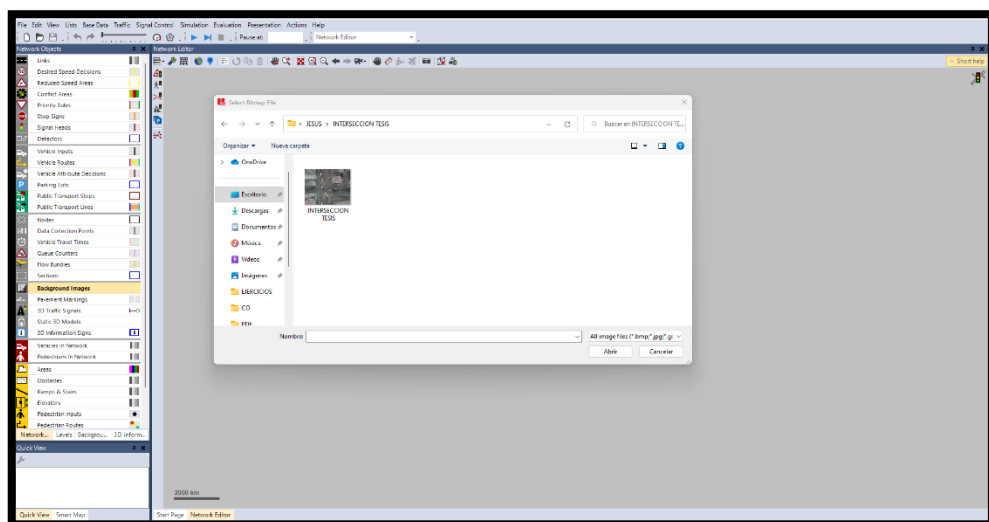 File Edit View Lists Base Data Traffic Signal Control Simulation Evaluation Presentation Actions Help
Pause at: Network Editor
Network Objects Network Editor
Short help
Links
Desired Speed Decisions
Reduced Speed Areas
Conflict Areas
Priority Rules
Stop Signs
Signal Heads
Detectors
Vehicle Inputs
Vehicle Routes
Vehicle Attribute Decisions
Parking Lots
Public Transport Stops
Public Transport Lines
Nodes
Data Collection Points
Vehicle Travel Times
Queue Counters
Flow Bundles
Sections
Background Images
Pavement Markings
3D Traffic Signals
Static 3D Models
3D Information Signs
Vehicles In Network
Pedestrians In Network
Areas
Obstacles
Ramps & Stairs
Elevators
Pedestrian Inputs
Pedestrian Routes
Network... Levels Backgrou... 3D inform..
Quick View
Quick View Smart Map
Select Bitmap File
JESUS > INTERSECCION TESIS
Buscar en INTERSECCION TE...
Organizar Nueva carpeta
OneDrive
Escritorio
Descargas
Documentos
Música
Vídeos
Imágenes
EJERCICIOS
CO
PDF
INTERSECCION
TESIS
Nombre: All image files (*.bmp;*.jpg;*.gi
Abrir Cancelar
2000 km
Start Page Network Editor